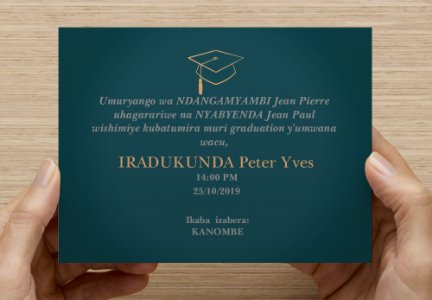 Umuryango wa NDANGAMYAMBI Jean Pierre
uhagarariwe na NYABYENDA Jean Paul
wishimiye kubatumira muri graduation y'umwana
wacu,
IRADUKUNDA Peter Yves
14:00 PM
25/10/2019
Ikaba izabera:
KANOMBE